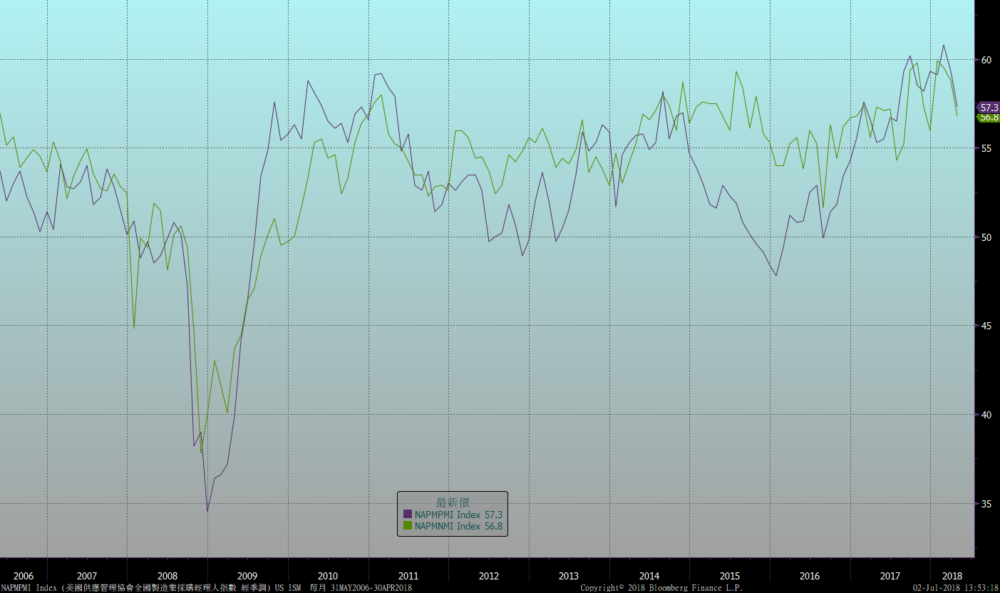 60
57.3
56.8
55
50
45
40
35
最新價
NAPMPMI Index 57.3
NAPMNMI Index 56.8
2006 2007 2008 2009 2010 2011 2012 2013 2014 2015 2016 2017 2018
NAPMPMI Index (美國供應管理協會全國製造業採購經理人指數 經季調) US ISM 每月 31MAY2006-30APR2018 Copyright© 2018 Bloomberg Finance L.P. 02-Jul-2018 13:53:18